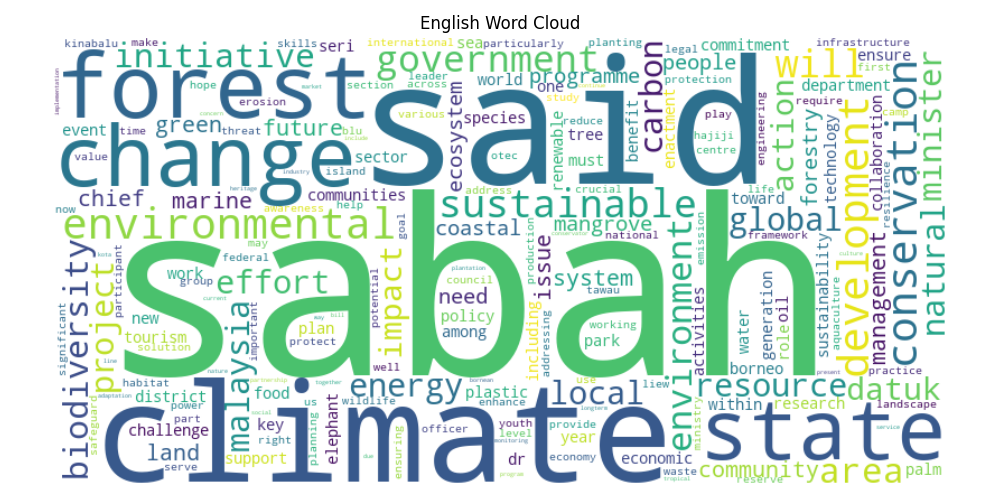 English Word Cloud
kinabalu make skills seri international sea particularly planting legal commitment infrastructure
initiative government people ensure
forest said carbon will first minister
hope section leader across world programme department
erosion various ecosystem one study protection require camp
event time green future blu species reduce benefit enactment play engineering action forestry technology collaboration
threat include tree hajiji
change value sector island otec renewable must centre conservation resilience
industry heritage communities address crucial life
chief marine awareness help goal sustainable toward
now environmental coastal mangrove national global framework natural
may federal issue production emission development
biodiversity participant work group effort impact potential system environment sustainability culture aquaculture management
sabah plantation council need tawau activities water generation role oil
significant project new current important plan policy among including addressing working park borneo practice
tourism solution protect bill
line malaysia well conservator present
habitat nature partnership together bornean energy use liew resource datuk
safeguard adaptation district food us wildlife plastic enhance local within research landscape
power social youth provide ministry
part key officer level longterm state service
challenge right planning elephant monitoring year
climate
land support ensuring dr economy economic waste community area palm
serve due program reserve tropical